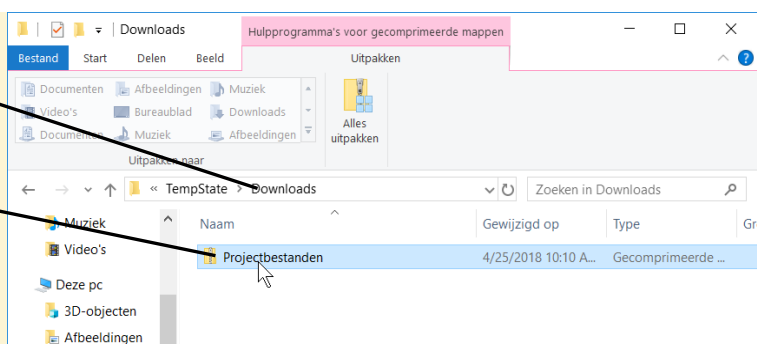 Downloads
Hulpprogramma's voor gecomprimeerde mappen
Bestand Start Delen Beeld Uitpakken
Documenten Afbeeldingen Muziek
Video's Bureaublad Downloads
Documenten Muziek Afbeeldingen
Alles
uitpakken
Uitpakken naar
« TempState > Downloads
Zoeken in Downloads
Muziek
Video's
Deze pc
3D-objecten
Afbeeldingen
Naam Gewijzigd op Type Gr
Projectbestanden 4/25/2018 10:10 A... Gecomprimeerde ...